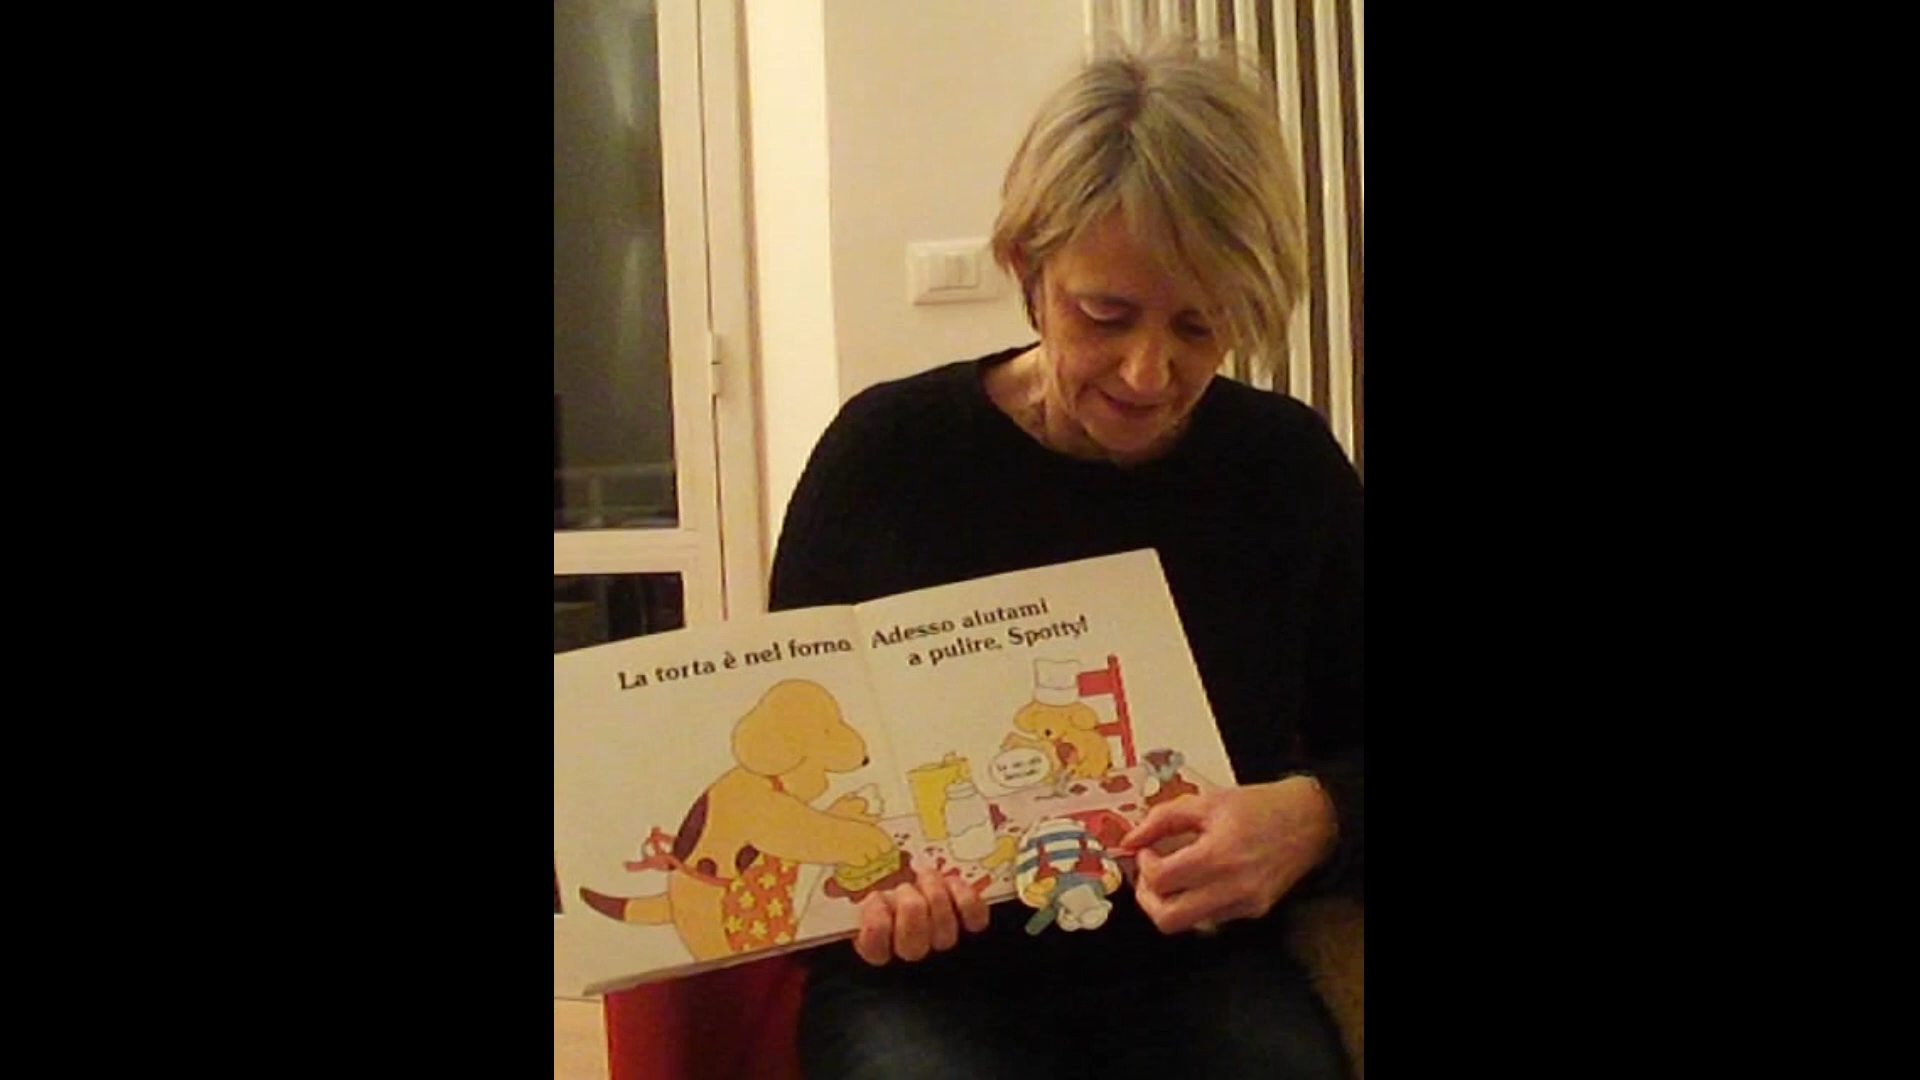 La torta è nel forno.
Adesso aiutami
a pulire, Spotty!